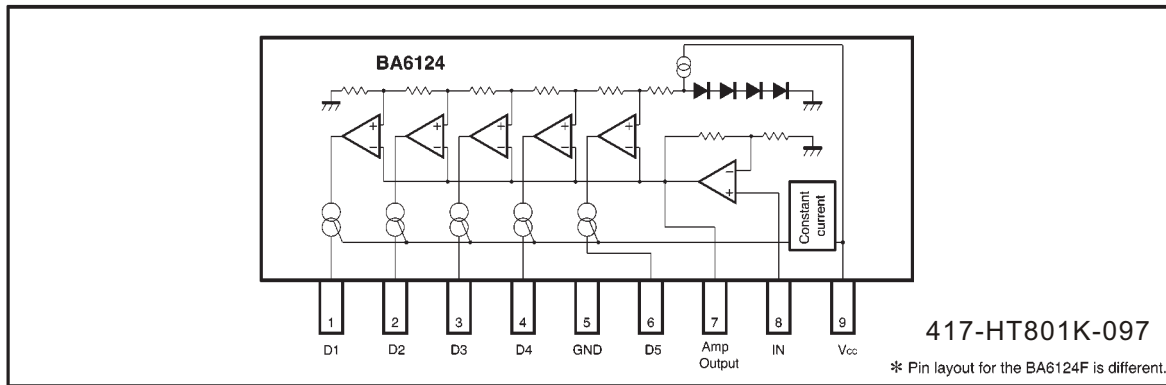 BA6124
+ + + + +
− − − − −
−
+
Constant
current
1 2 3 4 5 6 7 8 9
D1 D2 D3 D4 GND D5 Amp
Output IN Vcc
417-HT801K-097
* Pin layout for the BA6124F is different.